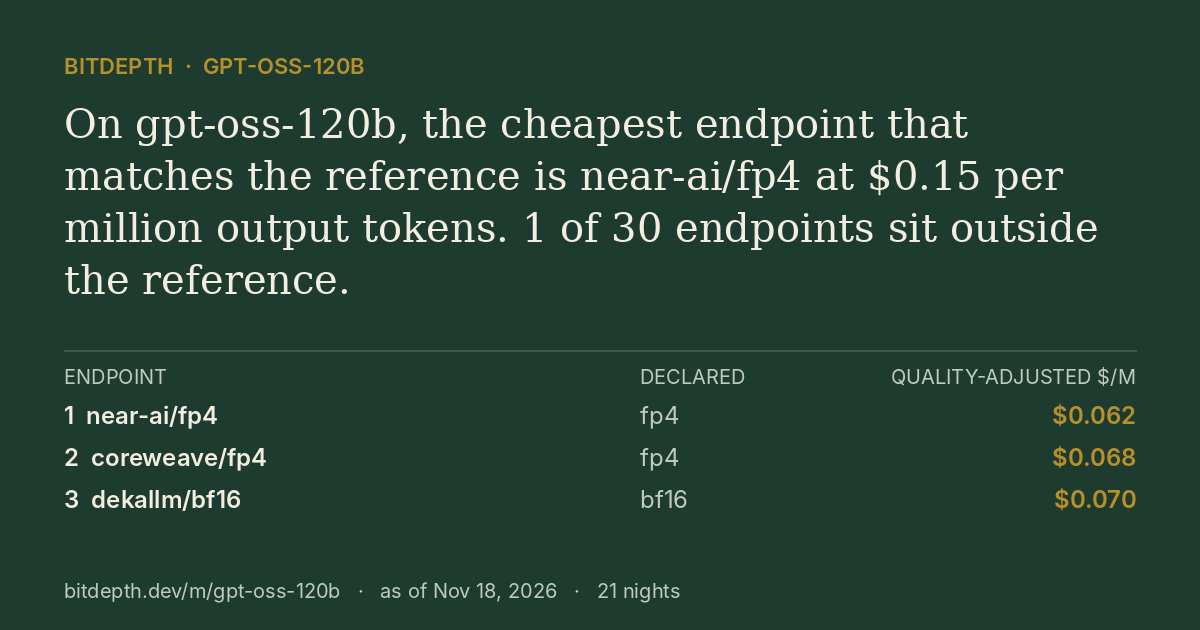 BITDEPTH · GPT-OSS-120B
On gpt-oss-120b, the cheapest endpoint that
matches the reference is near-ai/fp4 at $0.15 per
million output tokens. 1 of 30 endpoints sit outside
the reference.
ENDPOINT DECLARED QUALITY-ADJUSTED $/M
1 near-ai/fp4 fp4 $0.062
2 coreweave/fp4 fp4 $0.068
3 dekallm/bf16 bf16 $0.070
bitdepth.dev/m/gpt-oss-120b · as of Nov 18, 2026 · 21 nights